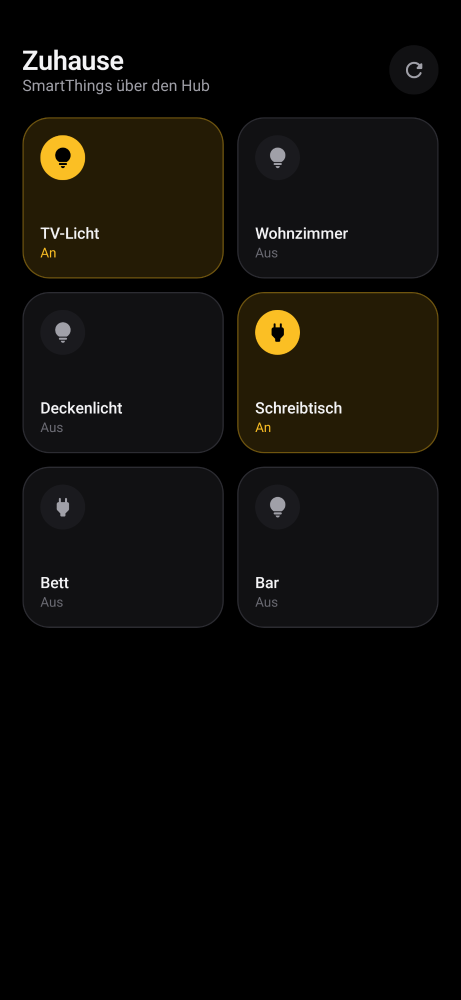 Zuhause
SmartThings über den Hub
TV-Licht
An
Wohnzimmer
Aus
Deckenlicht
Aus
Schreibtisch
An
Bett
Aus
Bar
Aus